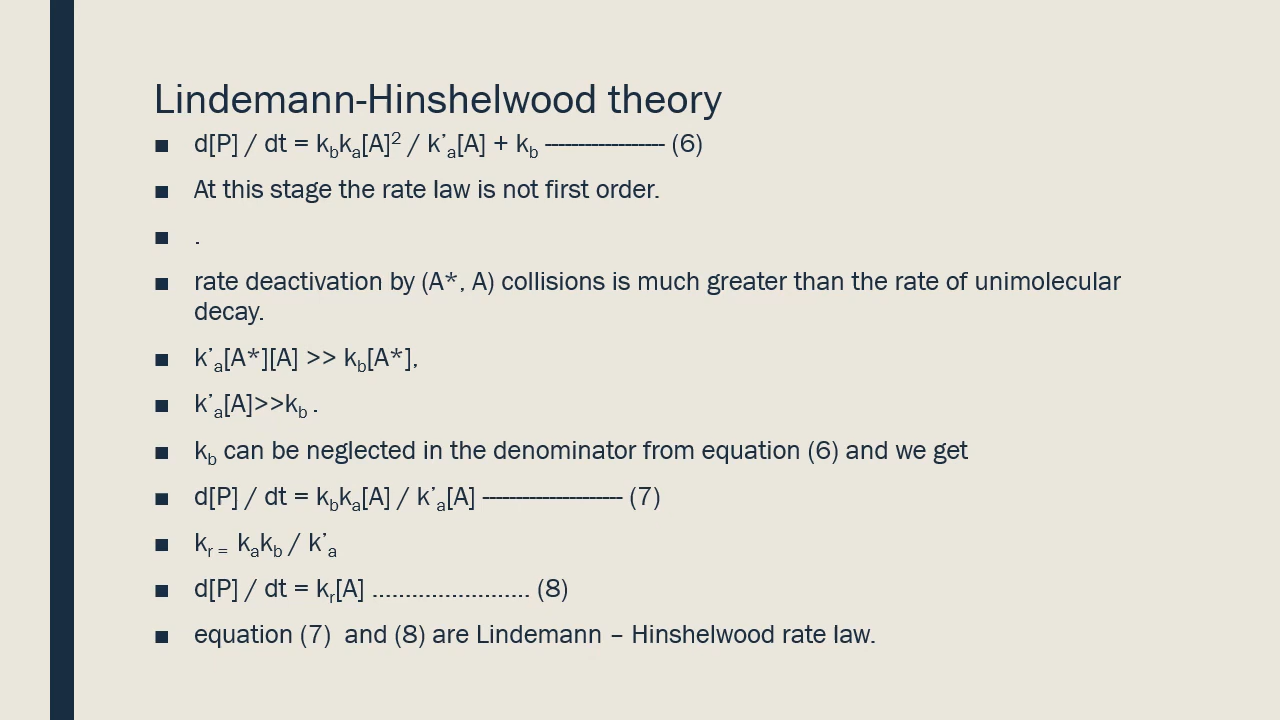 Lindemann-Hinshelwood theory
■ d[P] / dt = k_bk_a[A]² / k’_a[A] + k_b ------------------ (6)
■ At this stage the rate law is not first order.
■ .
■ rate deactivation by (A*, A) collisions is much greater than the rate of unimolecular
decay.
■ k’_a[A*][A] >> k_b[A*],
■ k’_a[A]>>k_b .
■ k_b can be neglected in the denominator from equation (6) and we get
■ d[P] / dt = k_bk_a[A] / k’_a[A] --------------------- (7)
■ k_r = k_ak_b / k’_a
■ d[P] / dt = k_r[A] ........................ (8)
■ equation (7) and (8) are Lindemann – Hinshelwood rate law.